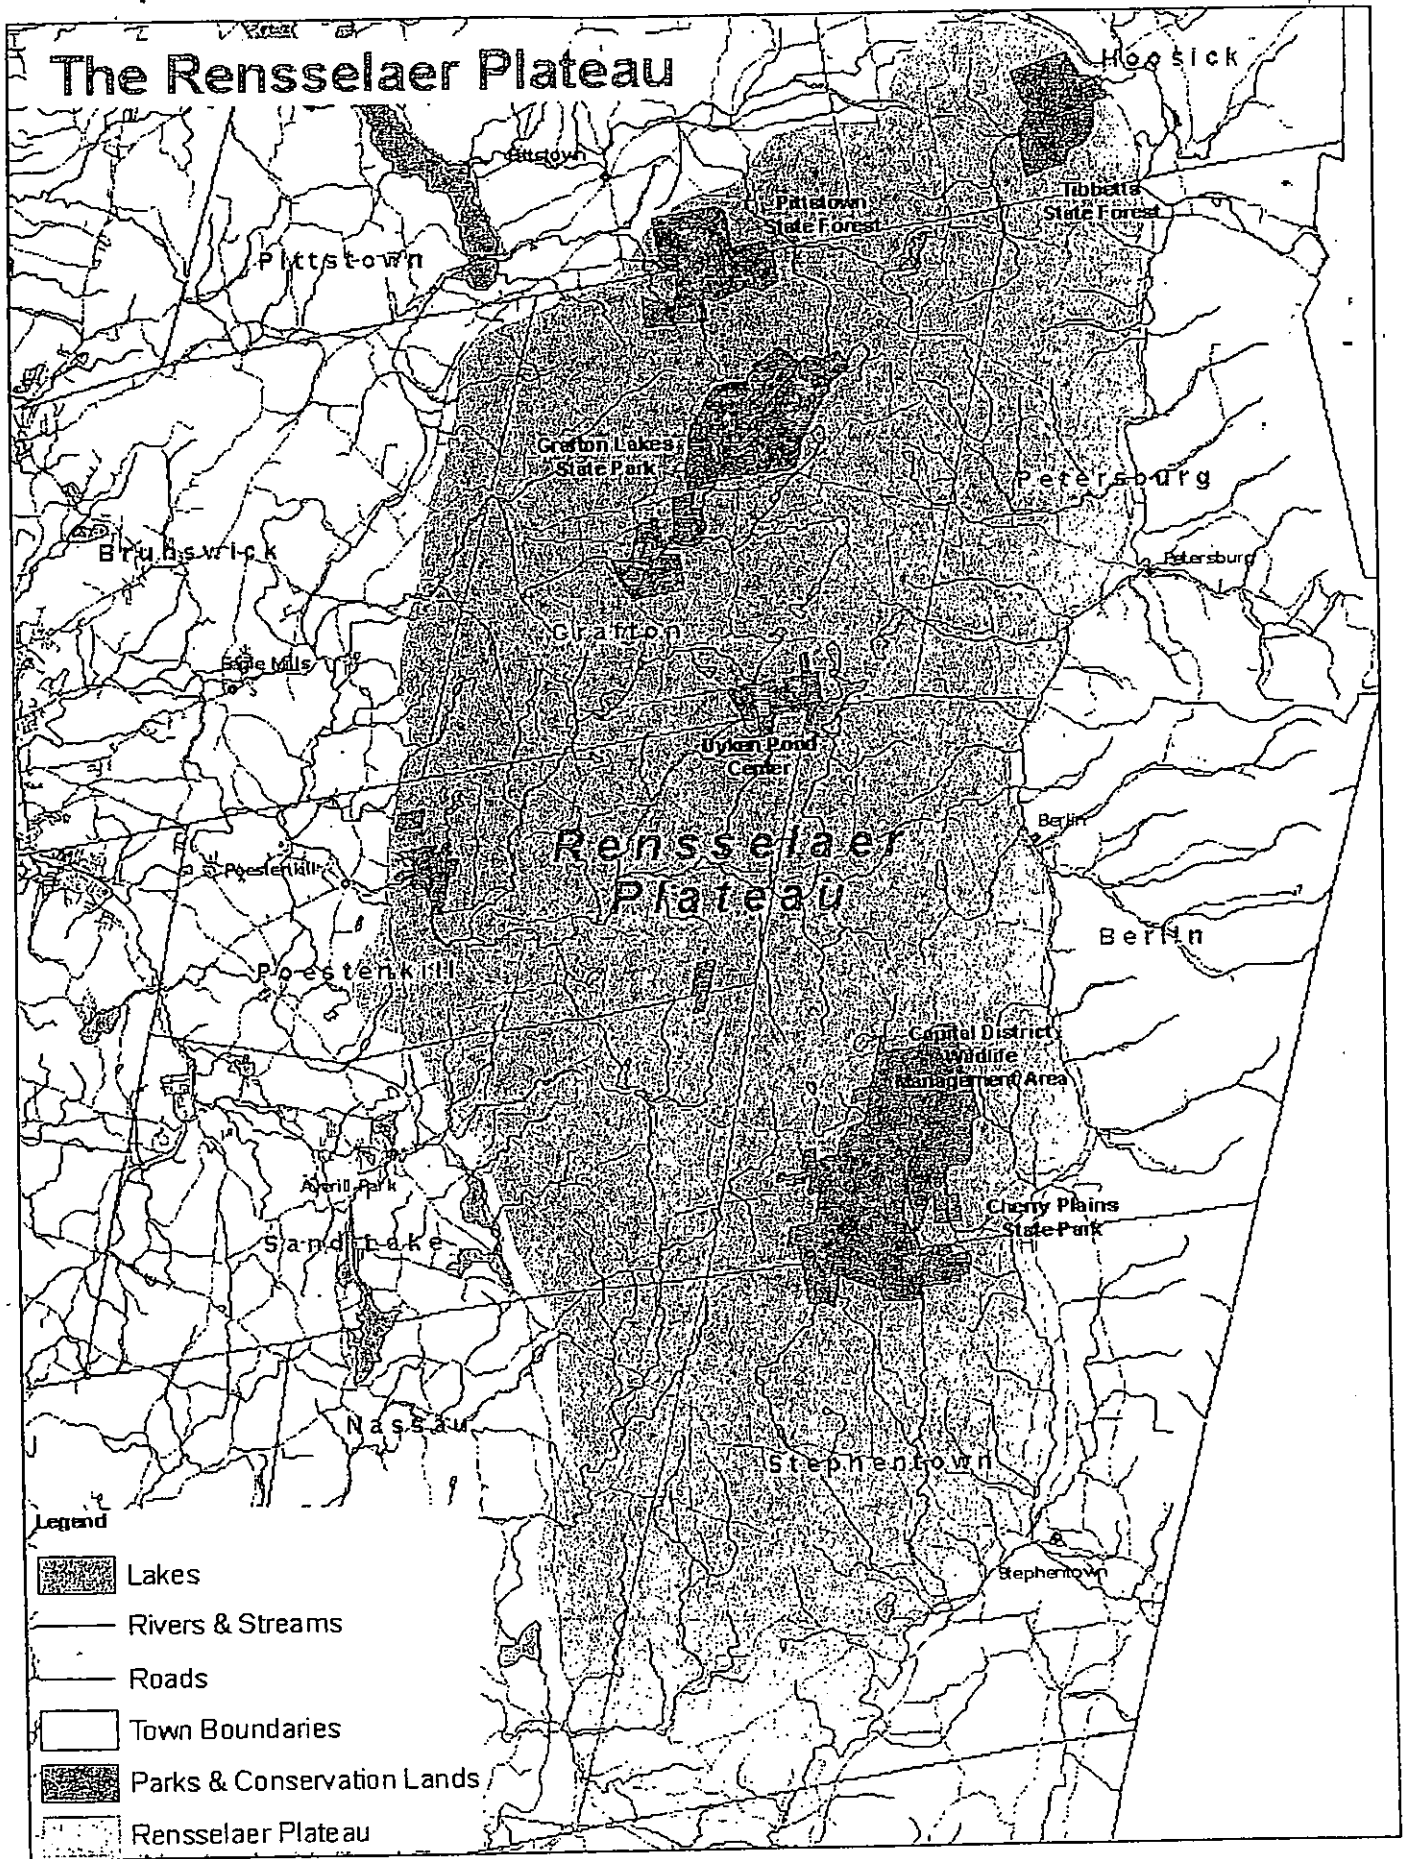 The Rensselaer Plateau
Hoosick
Pittstown
Tibbetts
State Forest
Pittstown
State Forest
Pittstown
Grafton Lakes
State Park
Petersburg
Brunswick
Petersburg
Grafton
Eagle Mills
Dyken Pond
Center
Berlin
Rensselaer
Plateau
Poestenkill
Berlin
Poestenkill
Capital District
Wildlife
Management Area
Averill Park
Cherry Plains
State Park
Sand Lake
Nassau
Stephentown
Stephentown
Legend
Lakes
Rivers & Streams
Roads
Town Boundaries
Parks & Conservation Lands
Rensselaer Plateau